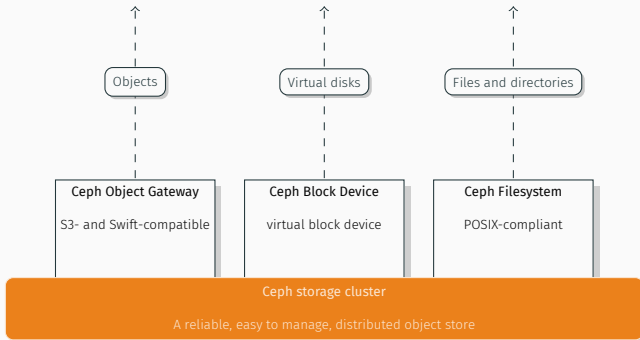 Objects
Virtual disks
Files and directories
Ceph Object Gateway
S3- and Swift-compatible
Ceph Block Device
virtual block device
Ceph Filesystem
POSIX-compliant
Ceph storage cluster
A reliable, easy to manage, distributed object store